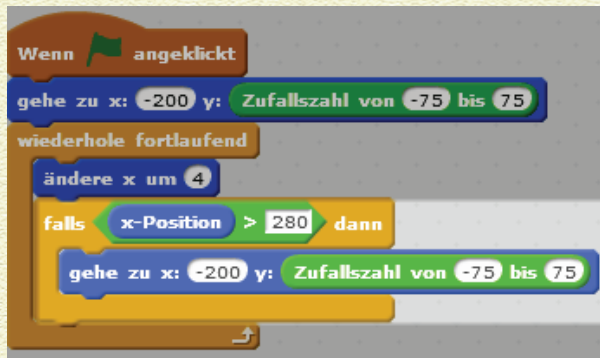 Wenn angeklickt
gehe zu x: -200 y: Zufallszahl von -75 bis 75
wiederhole fortlaufend
ändere x um 4
falls x-Position > 280 dann
gehe zu x: -200 y: Zufallszahl von -75 bis 75